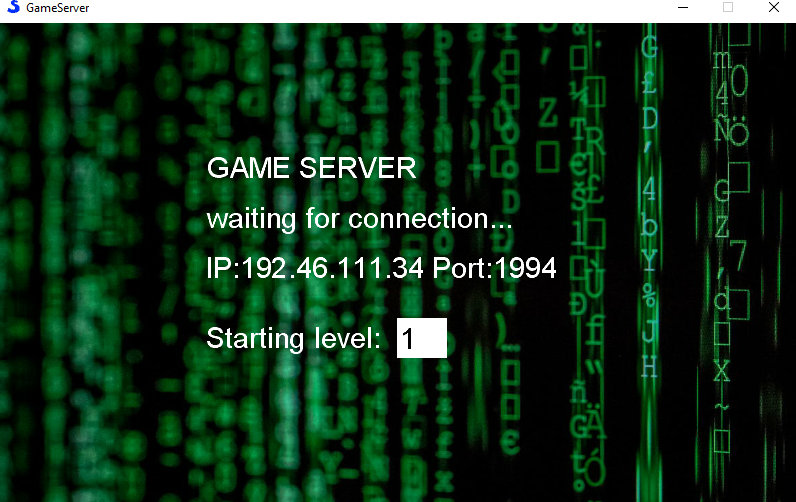 GameServer
GAME SERVER
waiting for connection...
IP:192.46.111.34 Port:1994
Starting level: 1